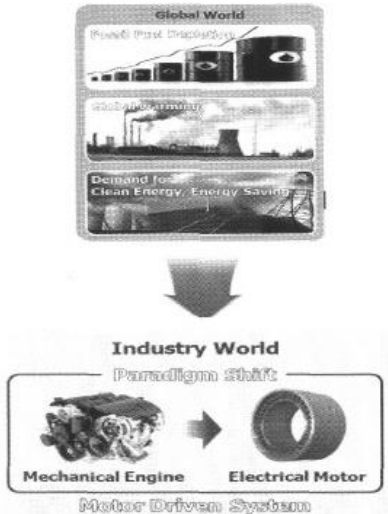 Global World
Fossil Fuel Depletion
Global Warming
Demand for
Clean Energy, Energy Saving
Industry World
Paradigm Shift
Mechanical Engine
Electrical Motor
Motor Driven System